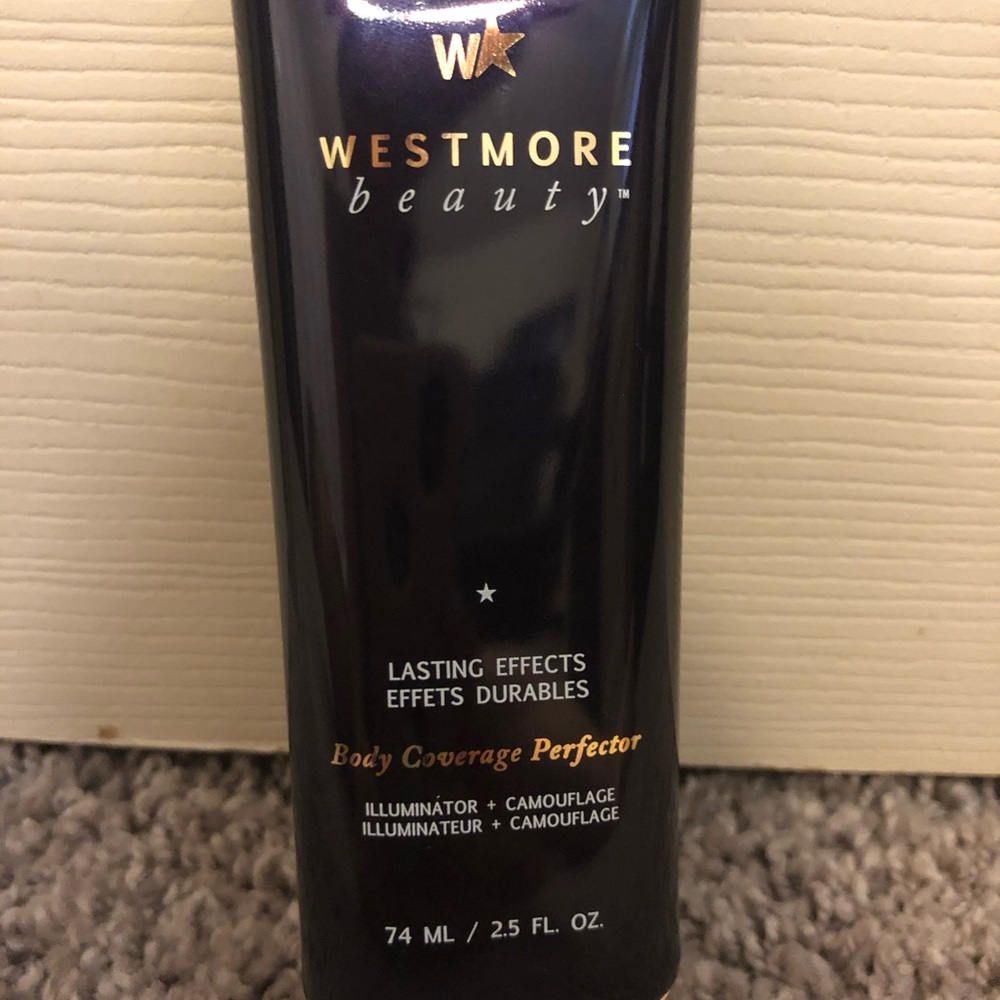 W
WESTMORE
beauty™
LASTING EFFECTS
EFFETS DURABLES
Body Coverage Perfector
ILLUMINÁTOR + CAMOUFLAGE
ILLUMINATEUR + CAMOUFLAGE
74 ML / 2.5 FL. OZ.